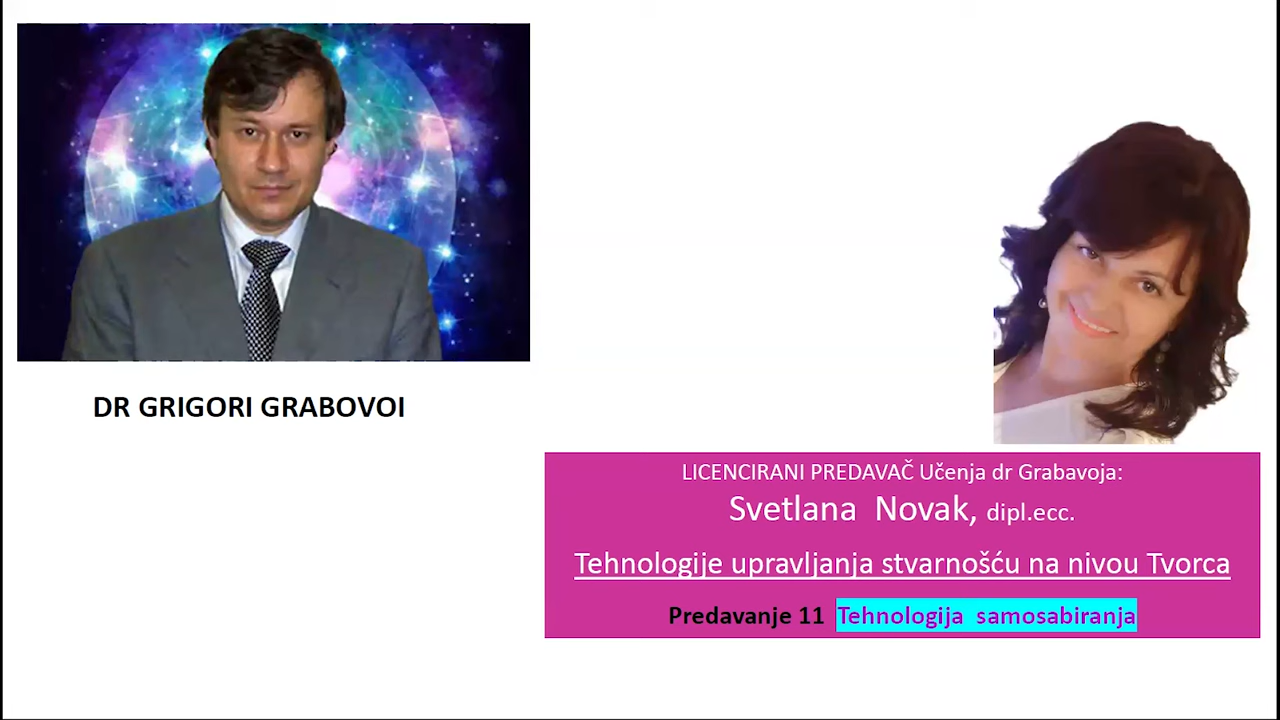 DR GRIGORI GRABOVOI
LICENCIRANI PREDAVAČ Učenja dr Grabavoja:
Svetlana Novak, dipl.ecc.
Tehnologije upravljanja stvarnošću na nivou Tvorca
Predavanje 11 Tehnologija samosabiranja